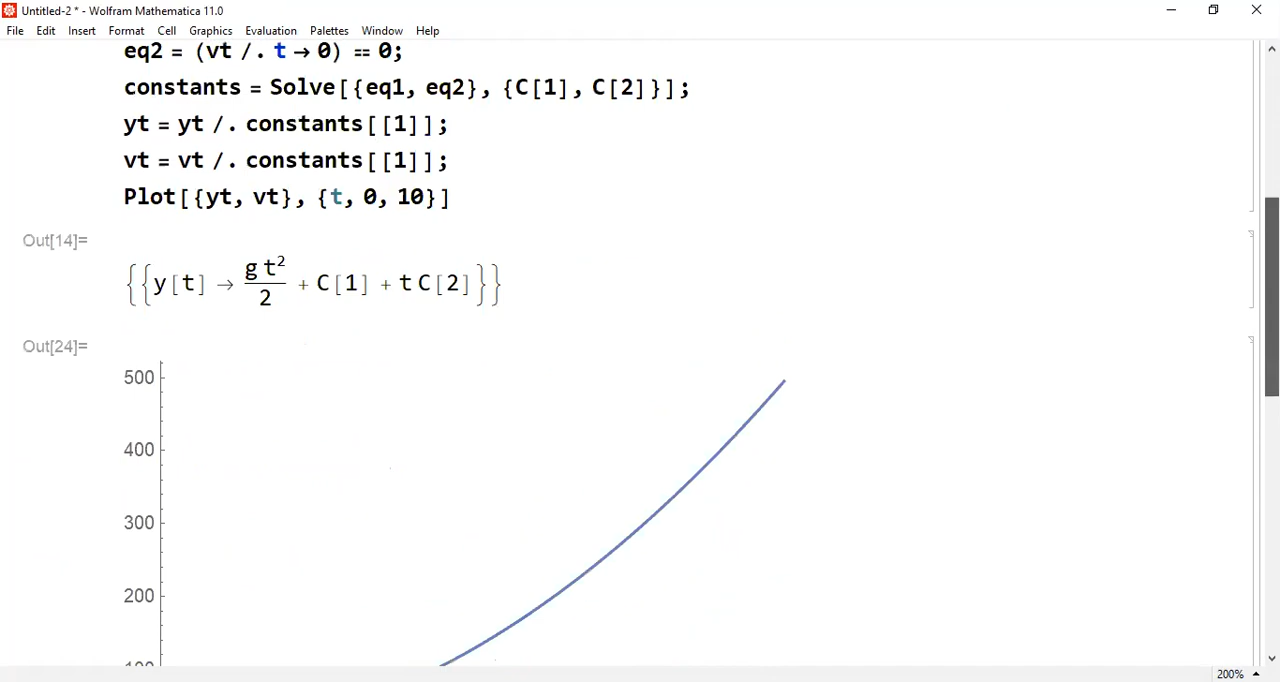 Untitled-2 * - Wolfram Mathematica 11.0
File Edit Insert Format Cell Graphics Evaluation Palettes Window Help
eq2 = (vt /. t → 0) == 0;
constants = Solve[{eq1, eq2}, {C[1], C[2]}];
yt = yt /. constants[[1]];
vt = vt /. constants[[1]];
Plot[{yt, vt}, {t, 0, 10}]
Out[14]=
{{y[t] → g t² / 2 + C[1] + t C[2]}}
Out[24]=
500
400
300
200
100
200%